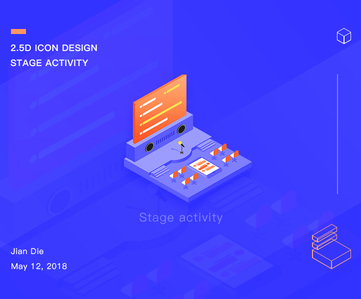 2.5D ICON DESIGN
STAGE ACTIVITY
Stage activity
Jian Die
May 12, 2018